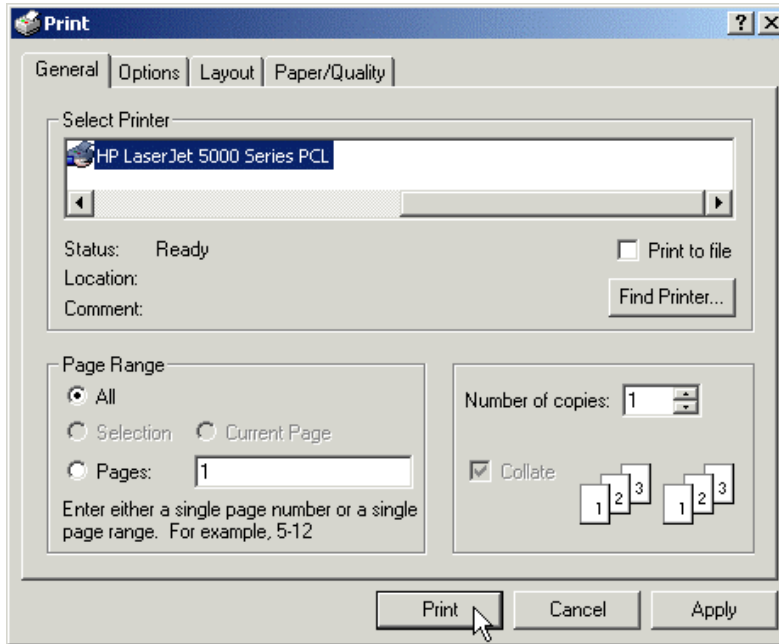 Print
General Options Layout Paper/Quality
Select Printer
HP LaserJet 5000 Series PCL
Status: Ready
Print to file
Location:
Find Printer...
Comment:
Page Range
All
Number of copies: 1
Selection Current Page
Pages: 1
Collate
1 2 3 1 2 3
Enter either a single page number or a single
page range. For example, 5-12
Print Cancel Apply